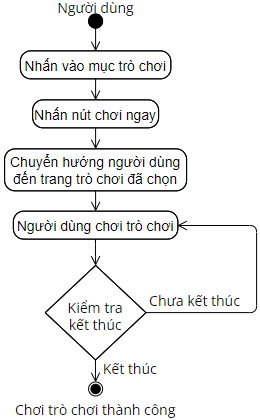 Người dùng
Nhấn vào mục trò chơi
Nhấn nút chơi ngay
Chuyển hướng người dùng
đến trang trò chơi đã chọn
Người dùng chơi trò chơi
Kiểm tra
kết thúc
Chưa kết thúc
Kết thúc
Chơi trò chơi thành công